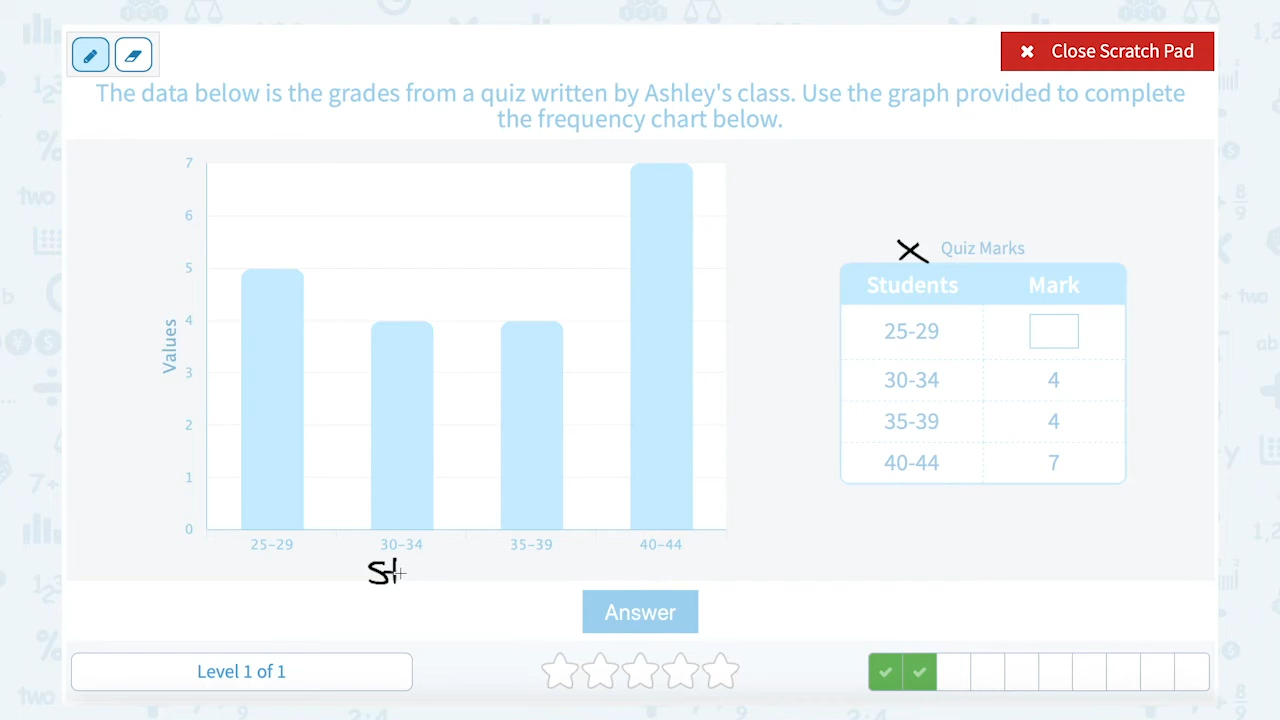 Close Scratch Pad
The data below is the grades from a quiz written by Ashley's class. Use the graph provided to complete
the frequency chart below.
7
6
5
4
3
2
1
0
Values
25–29 30–34 35–39 40–44
Quiz Marks
Students Mark
25-29
30-34 4
35-39 4
40-44 7
Answer
Level 1 of 1